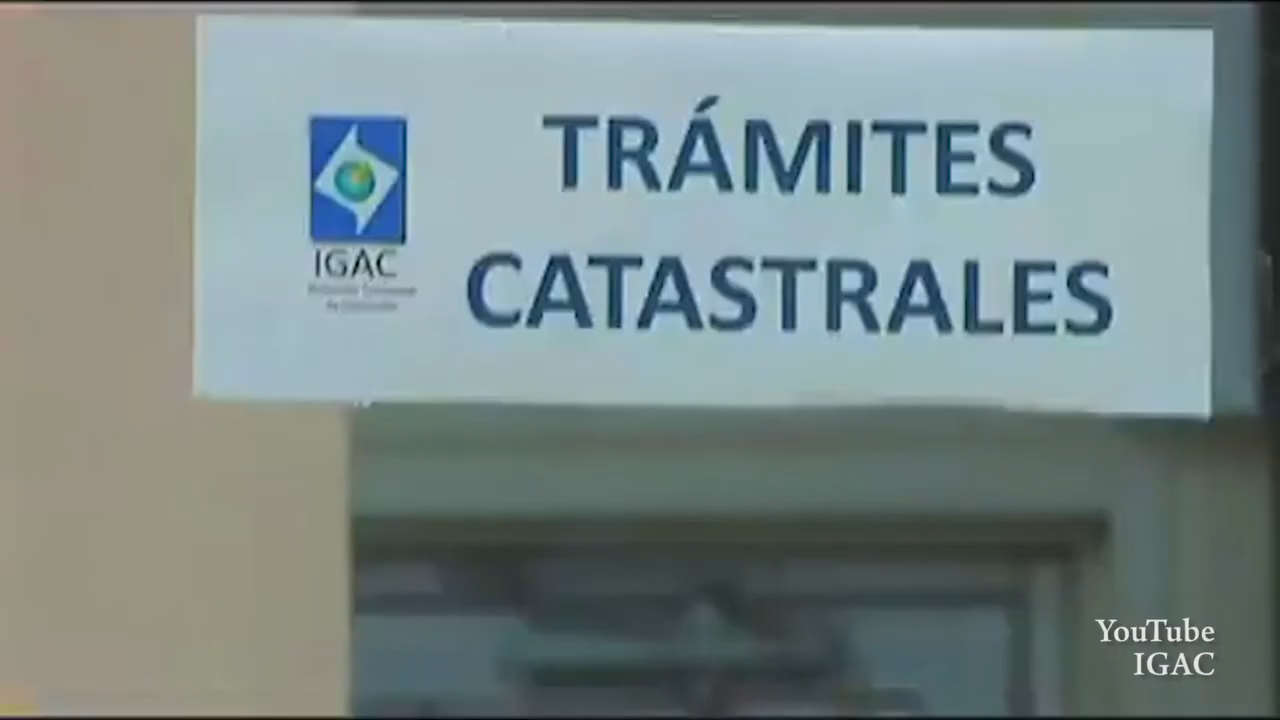 TRÁMITES
CATASTRALES
IGAC
YouTube
IGAC